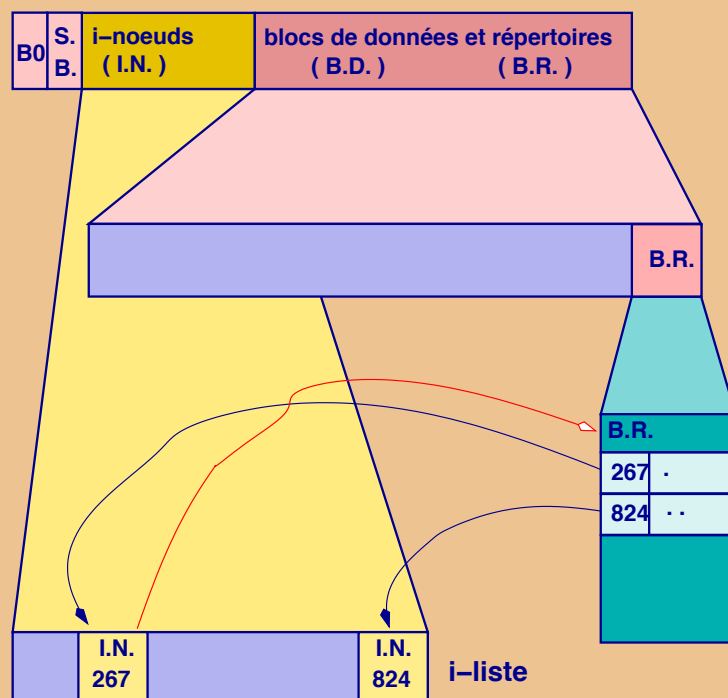 B0
S.
B.
i–noeuds
( I.N. )
blocs de données et répertoires
( B.D. ) ( B.R. )
B.R.
B.R.
267 .
824 . .
I.N.
267
I.N.
824
i–liste